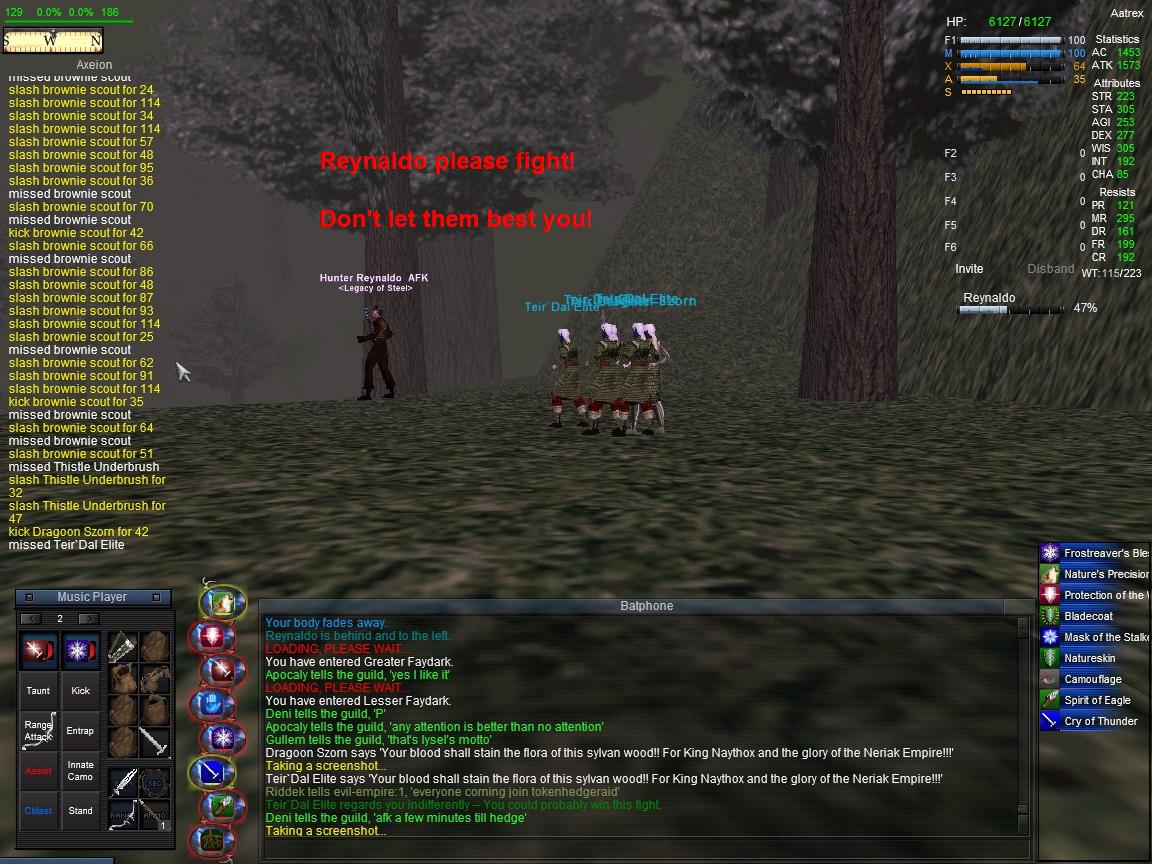 129 0.0% 0.0% 186
S W N
Axeion
missed brownie scout
slash brownie scout for 24
slash brownie scout for 114
slash brownie scout for 34
slash brownie scout for 114
slash brownie scout for 57
slash brownie scout for 48
slash brownie scout for 95
slash brownie scout for 36
missed brownie scout
slash brownie scout for 70
missed brownie scout
kick brownie scout for 42
slash brownie scout for 66
missed brownie scout
slash brownie scout for 86
slash brownie scout for 48
slash brownie scout for 87
slash brownie scout for 93
slash brownie scout for 114
slash brownie scout for 25
missed brownie scout
slash brownie scout for 62
slash brownie scout for 91
slash brownie scout for 114
kick brownie scout for 35
missed brownie scout
slash brownie scout for 64
missed brownie scout
slash brownie scout for 51
missed Thistle Underbrush
slash Thistle Underbrush for
32
slash Thistle Underbrush for
47
kick Dragoon Szorn for 42
missed Teir`Dal Elite
Reynaldo please fight!
Don't let them best you!
Hunter Reynaldo AFK
<Legacy of Steel>
Teir`Dal Elite
HP: 6127/6127
F1 100
M 100
X 64
A 35
S
F2 0
F3 0
F4 0
F5 0
F6 0
Invite Disband
Reynaldo
47%
Aatrex
Statistics
AC 1453
ATK 1573
Attributes
STR 223
STA 305
AGI 253
DEX 277
WIS 305
INT 192
CHA 85
Resists
PR 121
MR 295
DR 161
FR 199
CR 192
WT:115/223
Music Player
2
Taunt
Kick
Range Attack
Entrap
Assist
Innate Camo
Cblast
Stand
1
Batphone
Your body fades away.
Reynaldo is behind and to the left.
LOADING, PLEASE WAIT...
You have entered Greater Faydark.
Apocaly tells the guild, 'yes I like it'
LOADING, PLEASE WAIT...
You have entered Lesser Faydark.
Deni tells the guild, 'P'
Apocaly tells the guild, 'any attention is better than no attention'
Gullem tells the guild, 'that's lysel's motto'
Dragoon Szorn says 'Your blood shall stain the flora of this sylvan wood!! For King Naythox and the glory of the Neriak Empire!!!'
Taking a screenshot...
Teir`Dal Elite says 'Your blood shall stain the flora of this sylvan wood!! For King Naythox and the glory of the Neriak Empire!!!'
Riddek tells evil-empire:1, 'everyone coming join tokenhedgeraid'
Teir`Dal Elite regards you indifferently -- You could probably win this fight.
Deni tells the guild, 'afk a few minutes till hedge'
Taking a screenshot...
Frostreaver's Ble
Nature's Precision
Protection of the
Bladecoat
Mask of the Stalke
Natureskin
Camouflage
Spirit of Eagle
Cry of Thunder